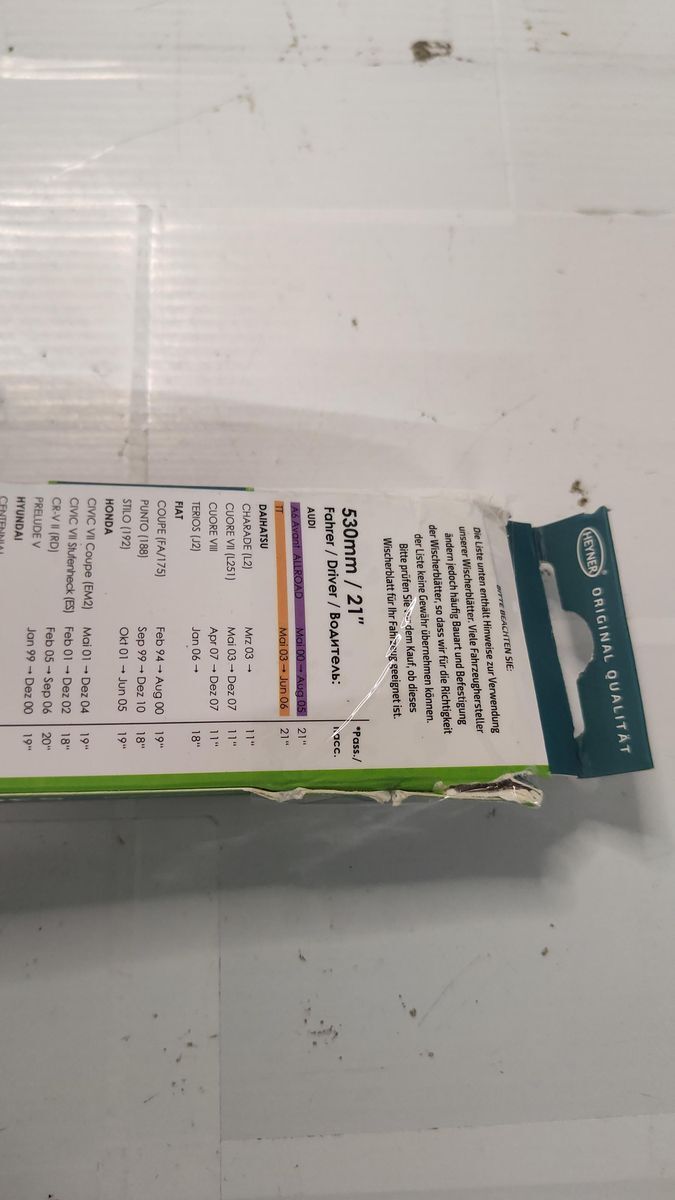 HEYNER
ORIGINAL QUALITÄT
BITTE BEACHTEN SIE:
Die Liste unten enthält Hinweise zur Verwendung
unserer Wischerblätter. Viele Fahrzeughersteller
ändern jedoch häufig Bauart und Befestigung
der Wischerblätter, so dass wir für die Richtigkeit
der Liste keine Gewähr übernehmen können.
Bitte prüfen Sie vor dem Kauf, ob dieses
Wischerblatt für Ihr Fahrzeug geeignet ist.
530mm / 21" *Pass./
Fahrer / Driver / Водитель: Пасс.
AUDI
A6 Avant ALLROAD Mai 00 → Aug 05 21"
TT Mai 03 → Jun 06 21"
DAIHATSU
CHARADE (L2) Mrz 03 → 11"
CUORE VII (L251) Mai 03 → Dez 07 11"
CUORE VIII Apr 07 → Dez 07 11"
TERIOS (J2) Jan 06 → 18"
FIAT
COUPE (FA/175) Feb 94 → Aug 00 19"
PUNTO (188) Sep 99 → Dez 10 18"
STILO (192) Okt 01 → Jun 05 19"
HONDA
CIVIC VII Coupe (EM2) Mai 01 → Dez 04 19"
CIVIC VII Stufenheck (ES) Feb 01 → Dez 02 18"
CR-V II (RD) Feb 05 → Sep 06 20"
PRELUDE V Jan 99 → Dez 00 19"
HYUNDAI
CENTENNIAL